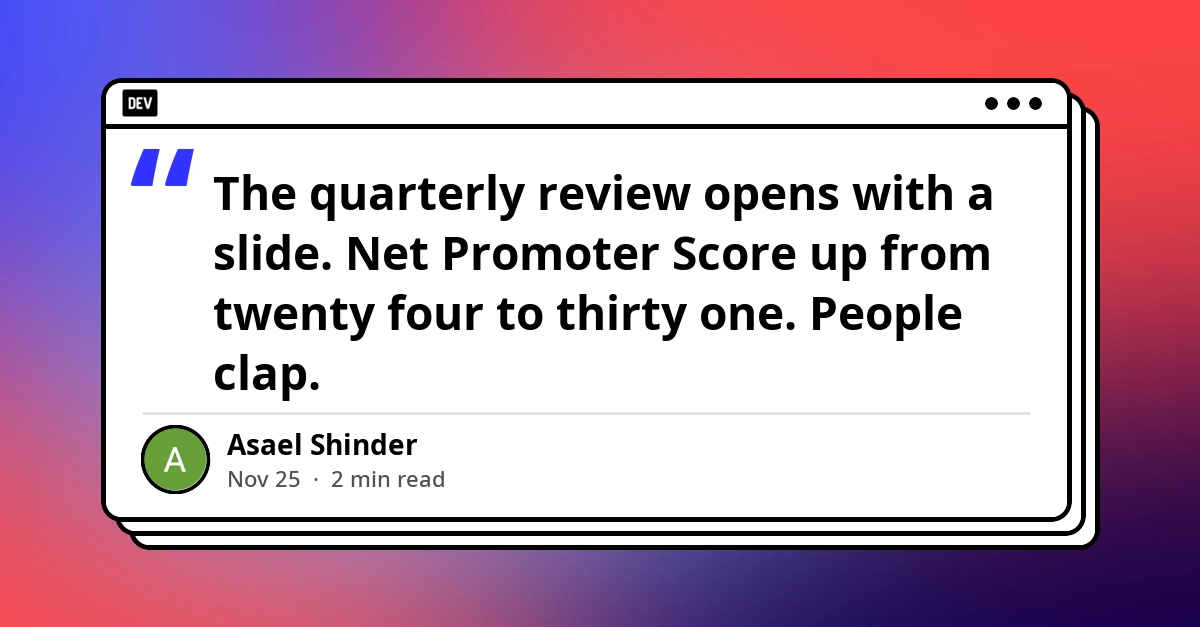 DEV
“
The quarterly review opens with a
slide. Net Promoter Score up from
twenty four to thirty one. People
clap.
A
Asael Shinder
Nov 25 · 2 min read